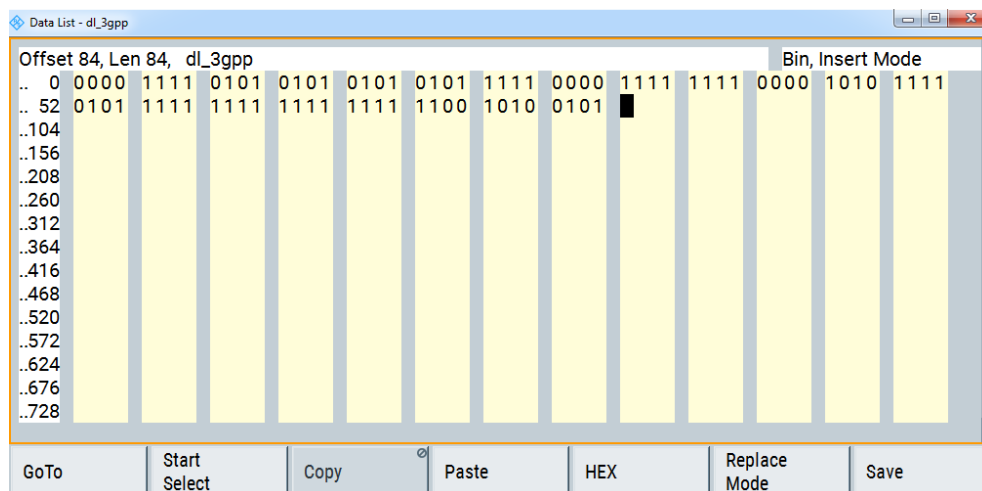 Data List - dl_3gpp
Offset 84, Len 84, dl_3gpp Bin, Insert Mode
.. 0 0000 1111 0101 0101 0101 0101 1111 0000 1111 1111 0000 1010 1111
.. 52 0101 1111 1111 1111 1111 1100 1010 0101
..104
..156
..208
..260
..312
..364
..416
..468
..520
..572
..624
..676
..728
GoTo Start Select Copy Paste HEX Replace Mode Save